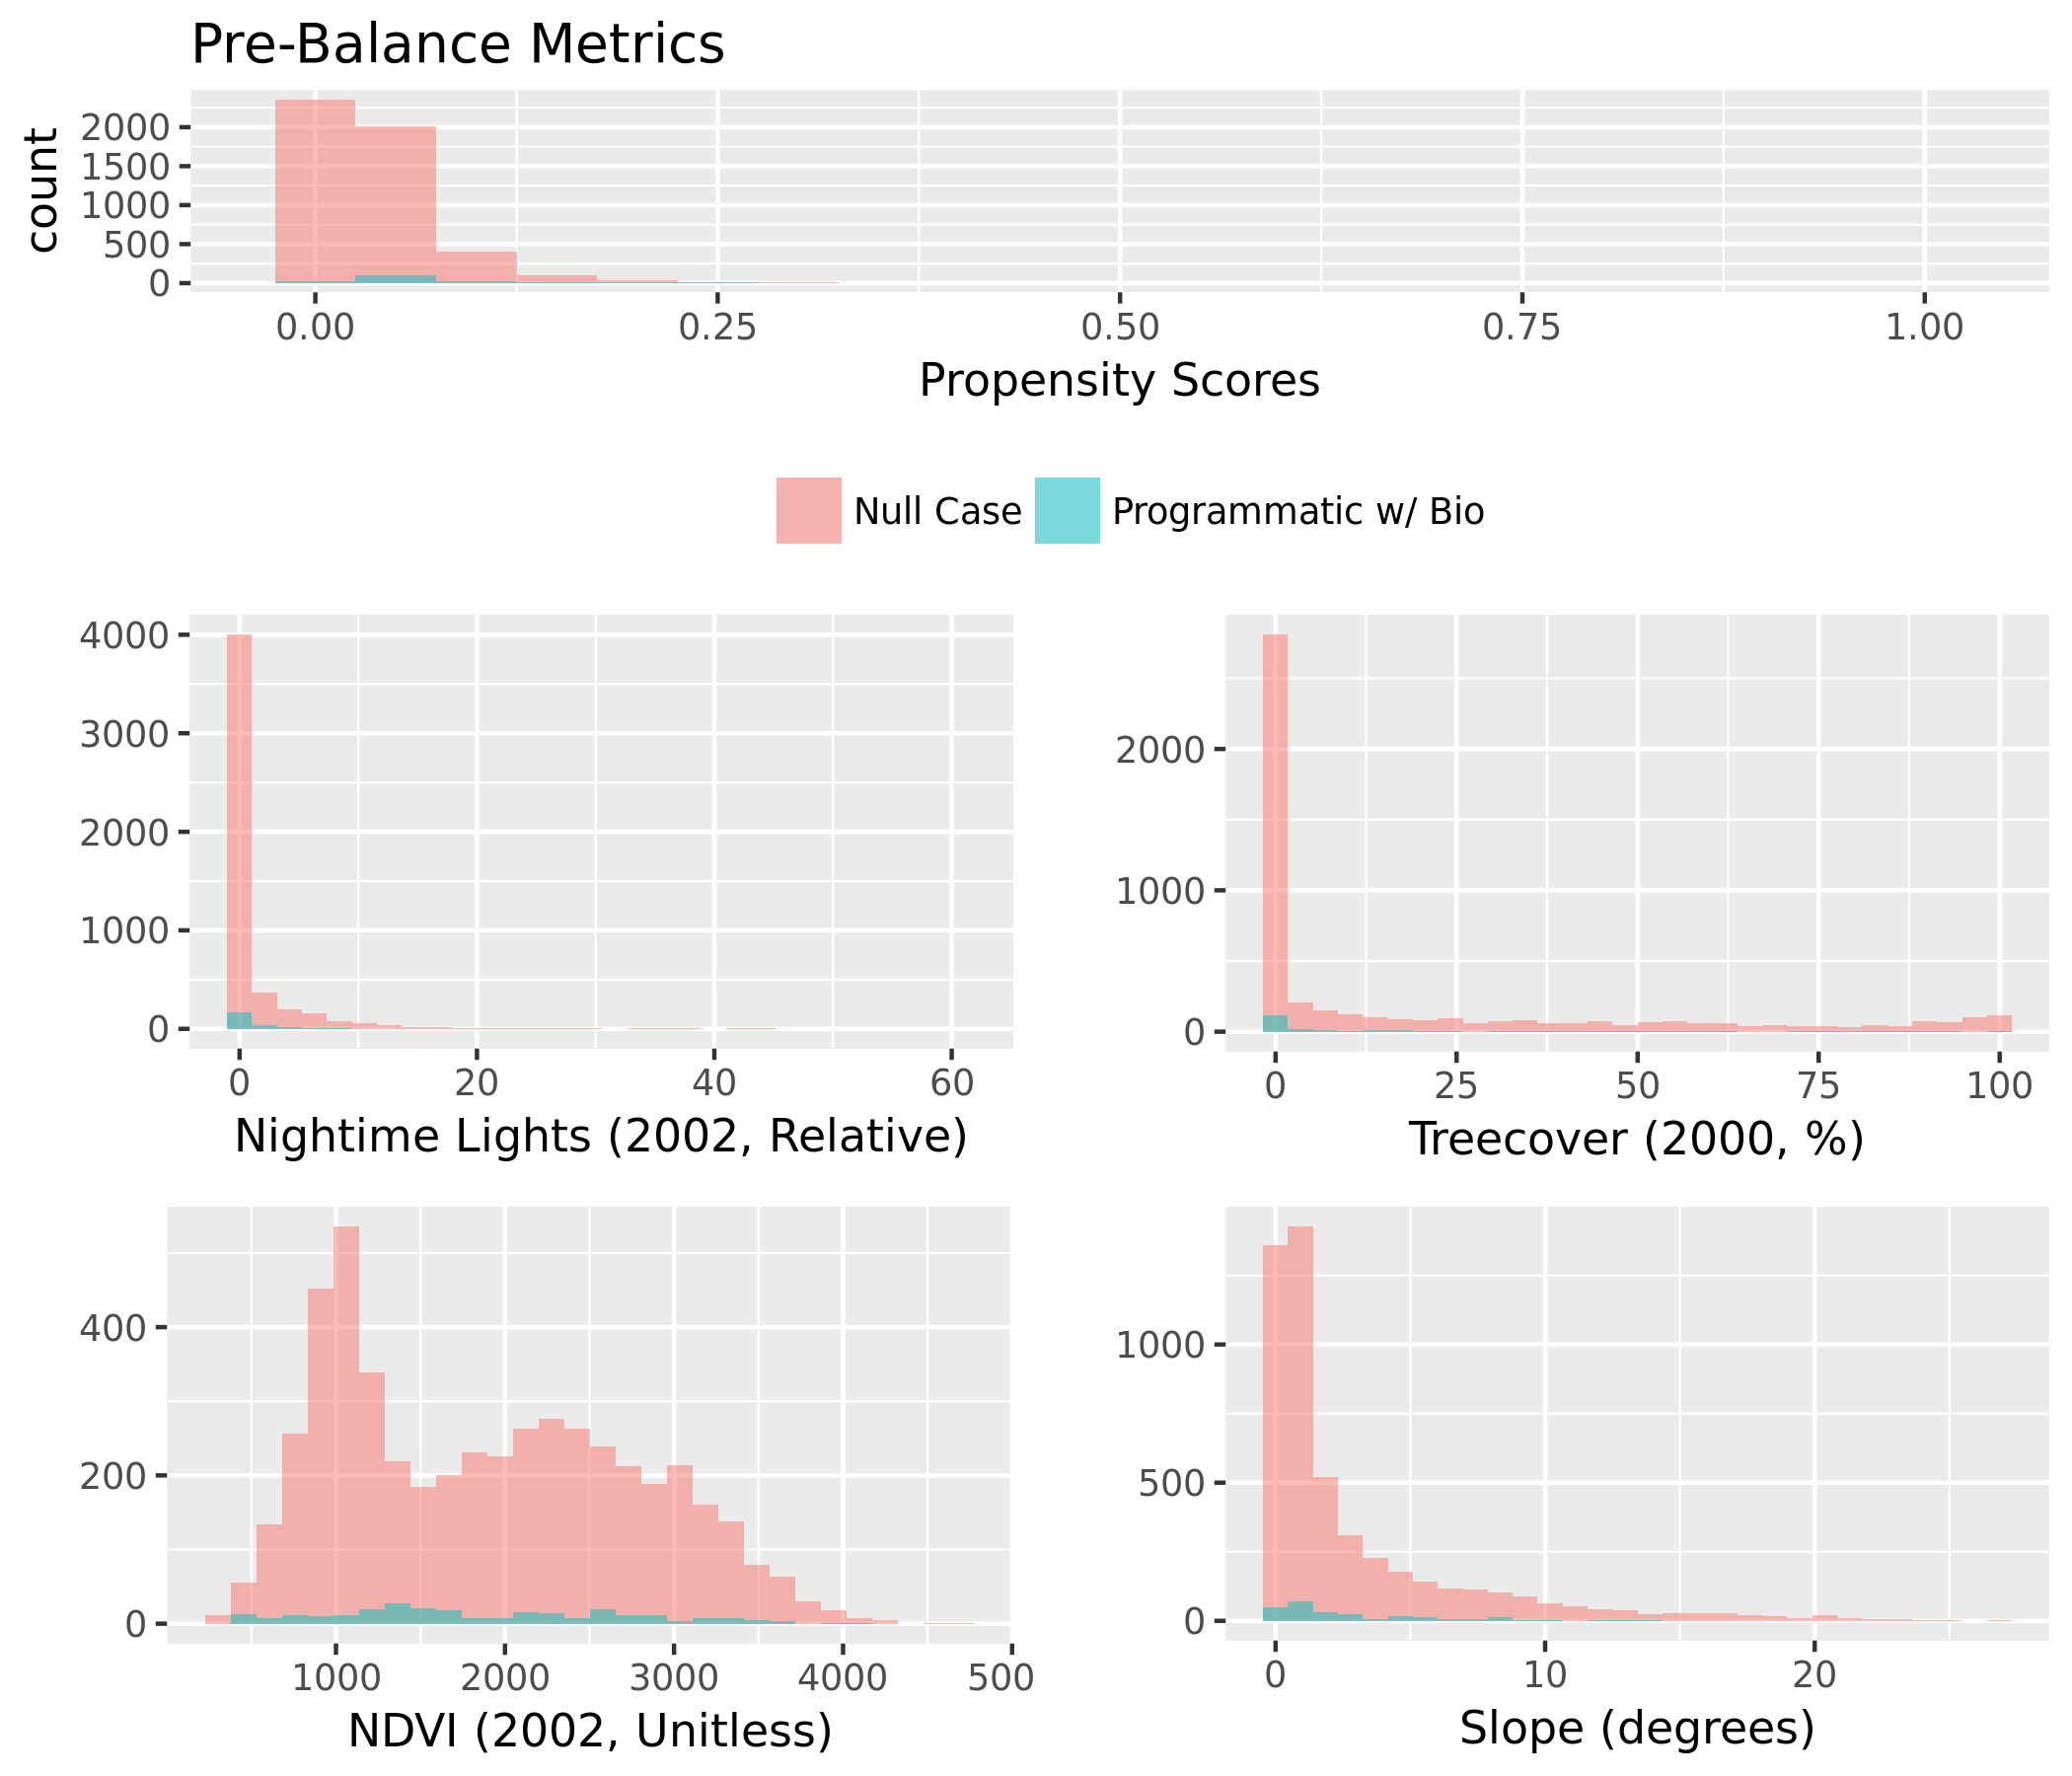 Pre-Balance Metrics
count
2000
1500
1000
500
0
0.00 0.25 0.50 0.75 1.00
Propensity Scores
Null Case Programmatic w/ Bio
4000
3000
2000
1000
0
0 20 40 60
Nightime Lights (2002, Relative)
2000
1000
0
0 25 50 75 100
Treecover (2000, %)
400
200
0
1000 2000 3000 4000 500
NDVI (2002, Unitless)
1000
500
0
0 10 20
Slope (degrees)